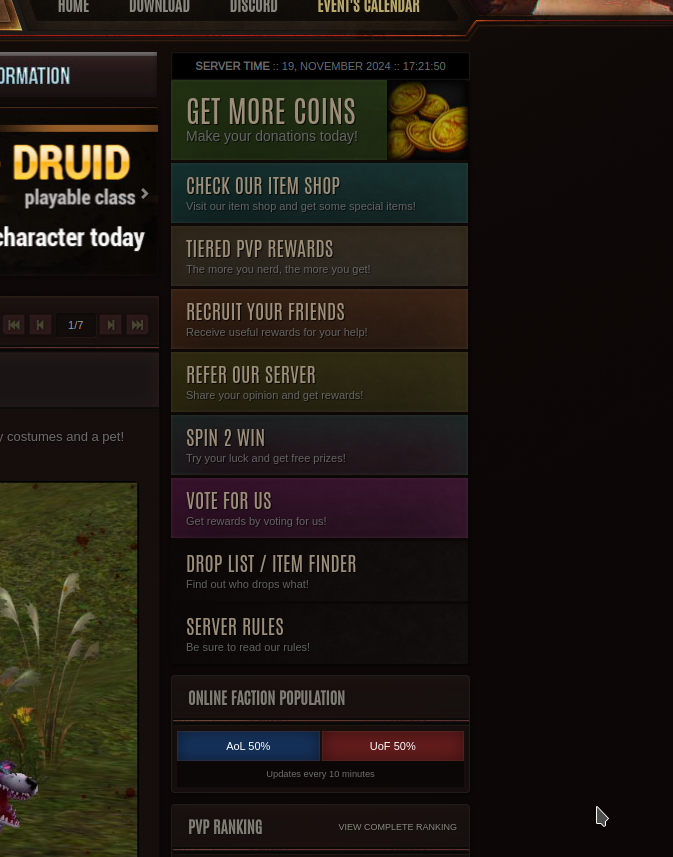 HOME DOWNLOAD DISCORD EVENT'S CALENDAR
ORMATION
DRUID
playable class
character today
1/7
y costumes and a pet!
SERVER TIME :: 19, NOVEMBER 2024 :: 17:21:50
GET MORE COINS
Make your donations today!
CHECK OUR ITEM SHOP
Visit our item shop and get some special items!
TIERED PVP REWARDS
The more you nerd, the more you get!
RECRUIT YOUR FRIENDS
Receive useful rewards for your help!
REFER OUR SERVER
Share your opinion and get rewards!
SPIN 2 WIN
Try your luck and get free prizes!
VOTE FOR US
Get rewards by voting for us!
DROP LIST / ITEM FINDER
Find out who drops what!
SERVER RULES
Be sure to read our rules!
ONLINE FACTION POPULATION
AoL 50% UoF 50%
Updates every 10 minutes
PVP RANKING VIEW COMPLETE RANKING